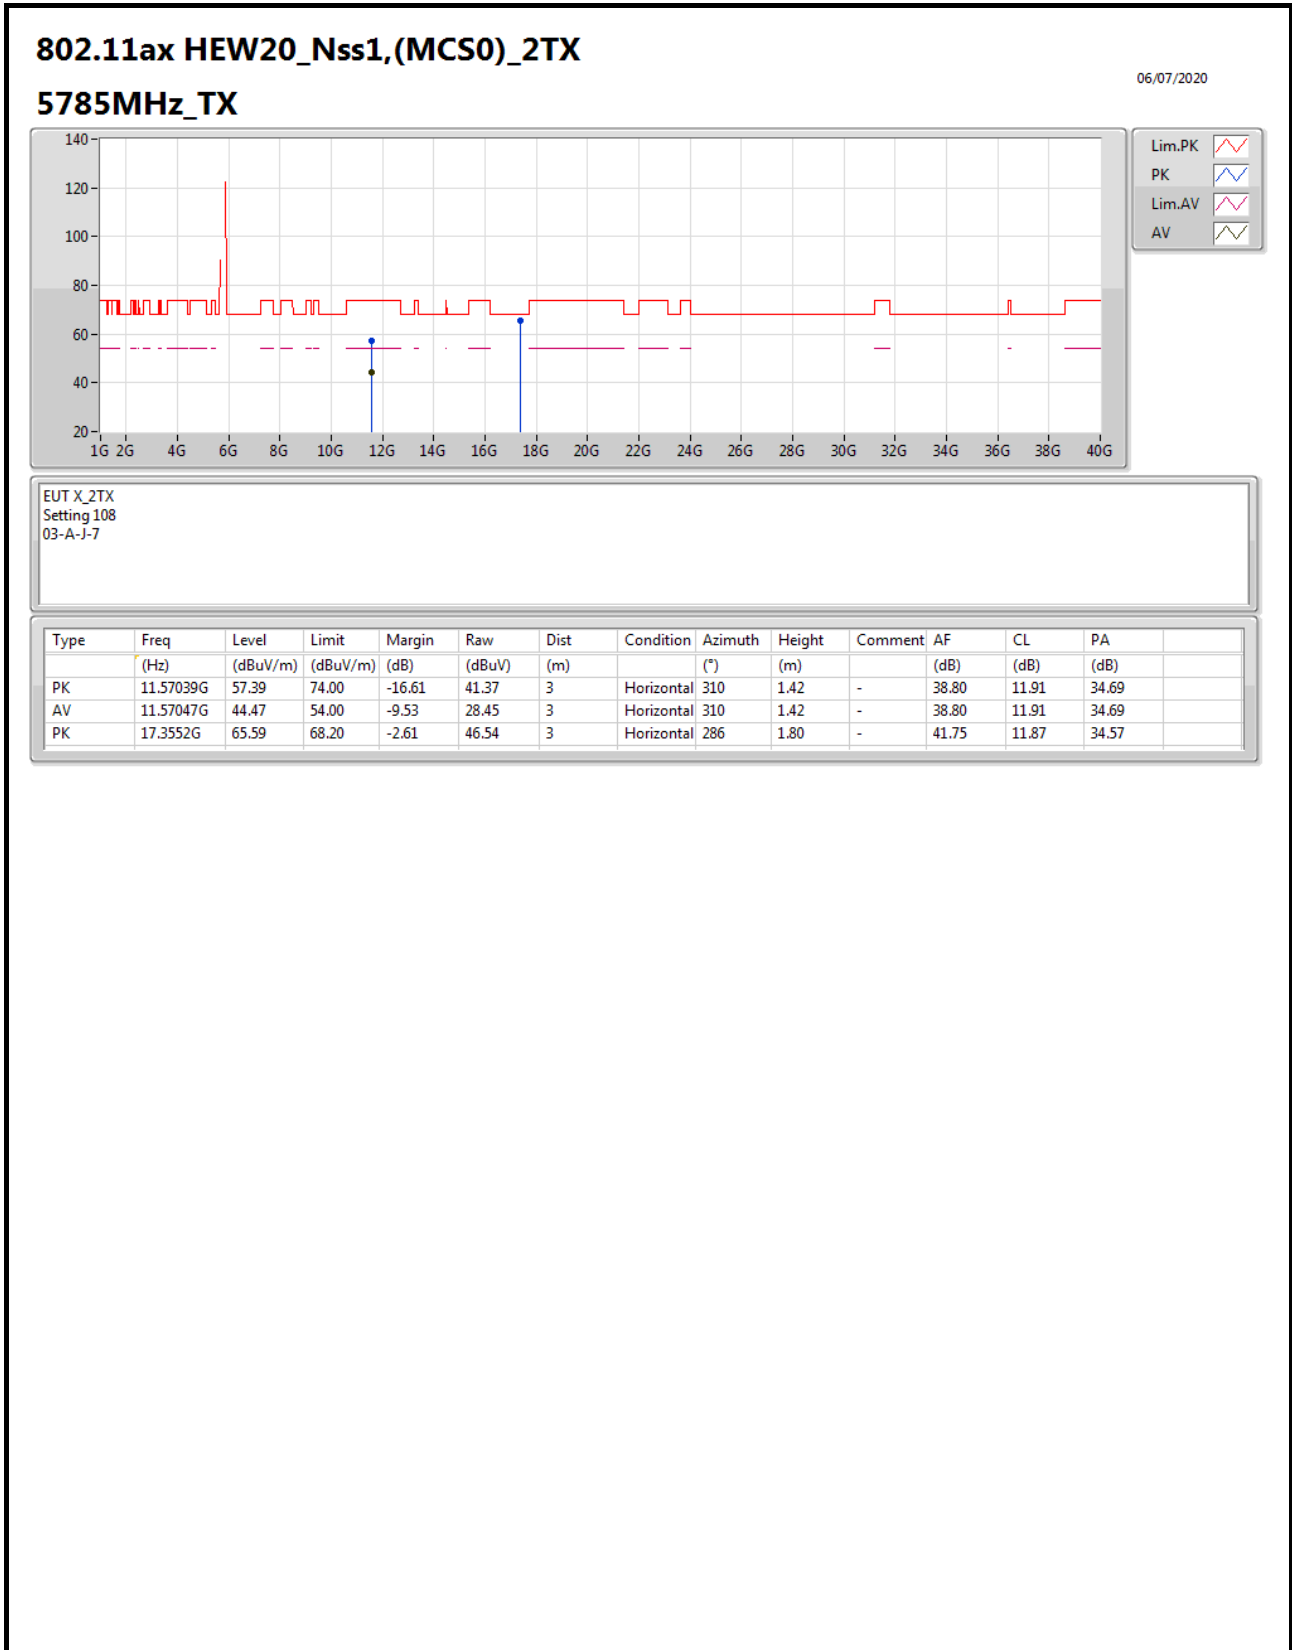 802.11ax HEW20_Nss1,(MCS0)_2TX
06/07/2020
5785MHz_TX
140
120
100
80
60
40
20
1G 2G 4G 6G 8G 10G 12G 14G 16G 18G 20G 22G 24G 26G 28G 30G 32G 34G 36G 38G 40G
Lim.PK
PK
Lim.AV
AV
EUT X_2TX
Setting 108
03-A-J-7
Type Freq Level Limit Margin Raw Dist Condition Azimuth Height Comment AF CL PA
(Hz) (dBuV/m) (dBuV/m) (dB) (dBuV) (m) (°) (m) (dB) (dB) (dB)
PK 11.57039G 57.39 74.00 -16.61 41.37 3 Horizontal 310 1.42 - 38.80 11.91 34.69
AV 11.57047G 44.47 54.00 -9.53 28.45 3 Horizontal 310 1.42 - 38.80 11.91 34.69
PK 17.3552G 65.59 68.20 -2.61 46.54 3 Horizontal 286 1.80 - 41.75 11.87 34.57